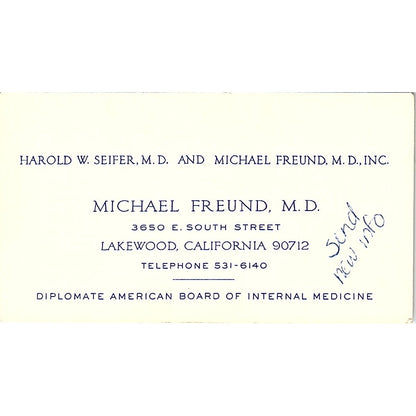 HAROLD W. SEIFER, M.D. AND MICHAEL FREUND, M.D., INC.
MICHAEL FREUND, M.D.
3650 E. SOUTH STREET
LAKEWOOD, CALIFORNIA 90712
TELEPHONE 531-6140
DIPLOMATE AMERICAN BOARD OF INTERNAL MEDICINE
Send
new info